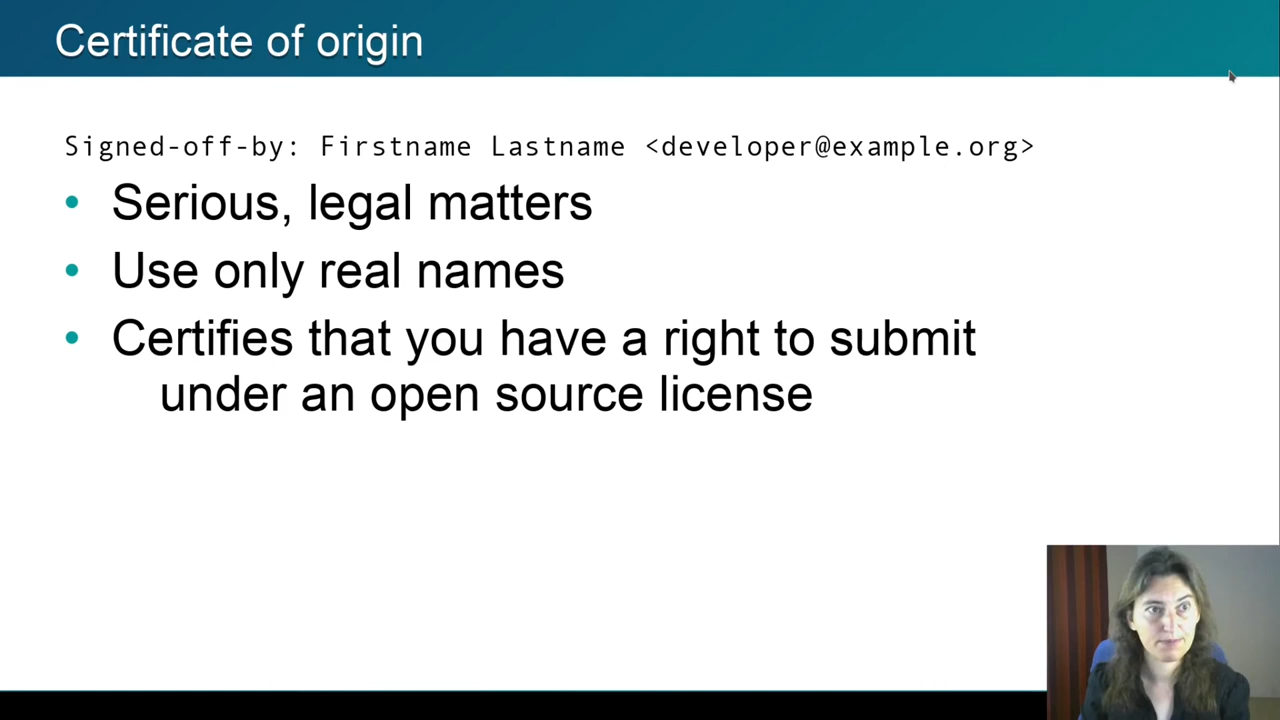 Certificate of origin
Signed-off-by: Firstname Lastname <developer@example.org>
• Serious, legal matters
• Use only real names
• Certifies that you have a right to submit
under an open source license